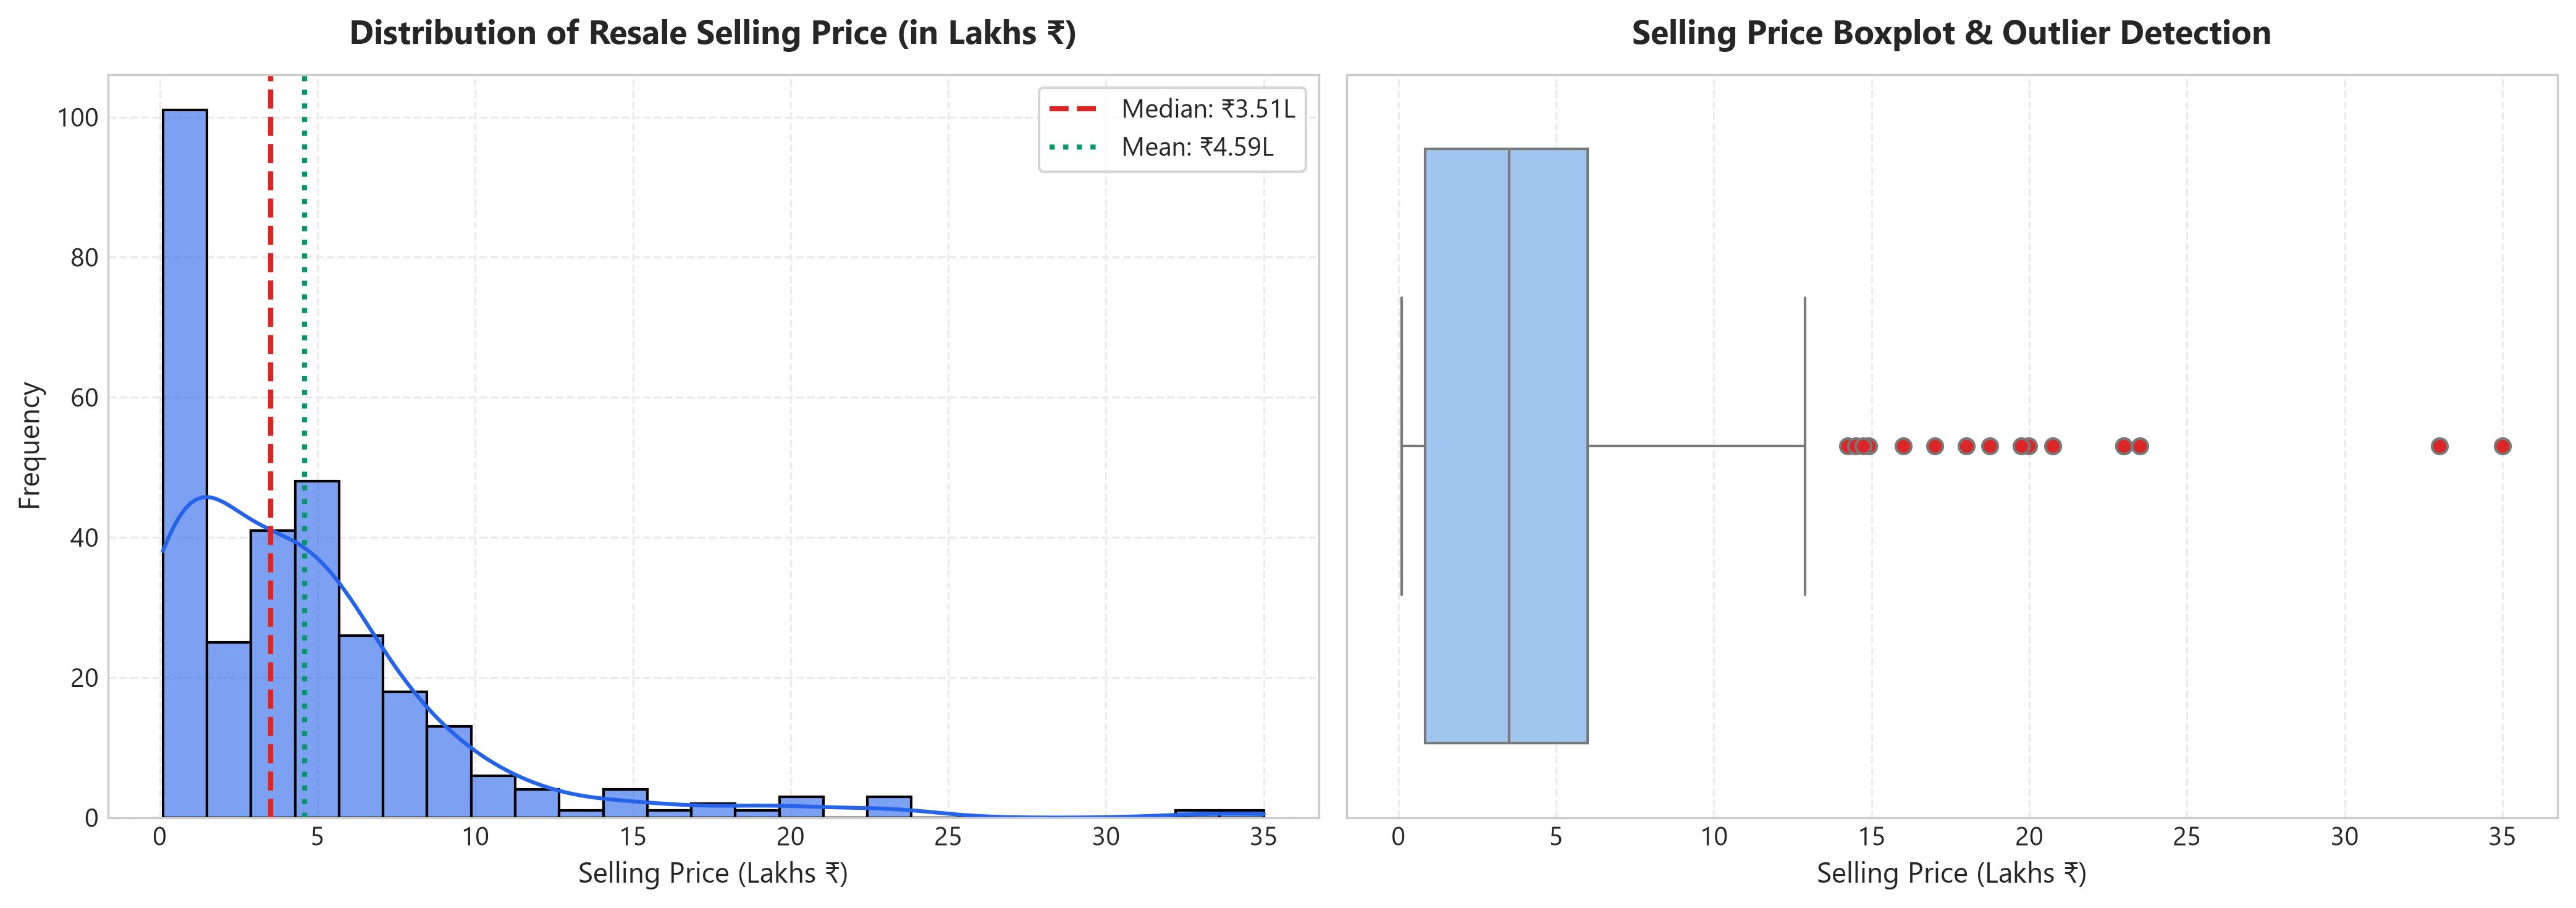 Distribution of Resale Selling Price (in Lakhs ₹)
Median: ₹3.51L
Mean: ₹4.59L
Frequency
100
80
60
40
20
0
0 5 10 15 20 25 30 35
Selling Price (Lakhs ₹)
Selling Price Boxplot & Outlier Detection
0 5 10 15 20 25 30 35
Selling Price (Lakhs ₹)